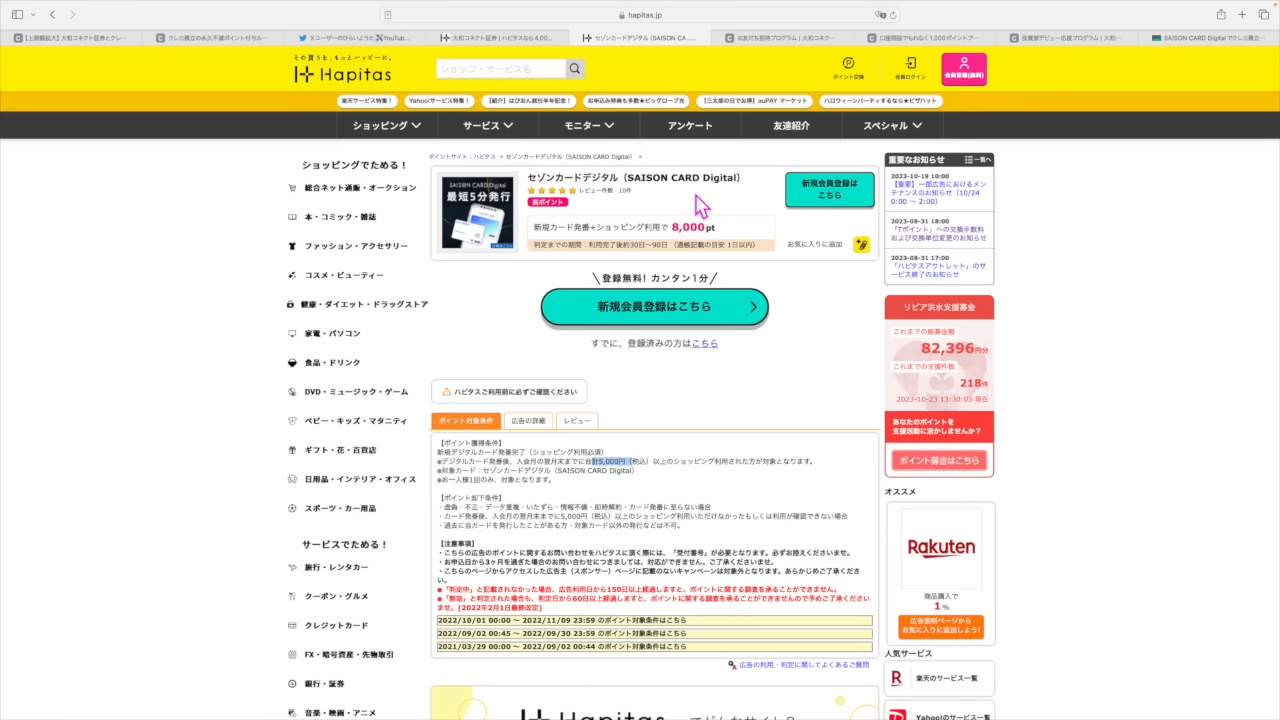 hapitas.jp
【上限額拡大】大和コネクト証券とクレ...
クレカ積立の永久不滅ポイント付与ル...
Xユーザーのひらいようたさん✈️YouTub...
大和コネクト証券 | ハピタスなら4,00...
セゾンカードデジタル（SAISON CA...
お友だち招待プログラム | 大和コネク...
口座開設でもれなく1,000ポイントプ...
投資家デビュー応援プログラム | 大和...
SAISON CARD Digitalでクレカ積立...
その買うを、もっとハッピーに。
Hapitas
ショップ・サービス名
ポイント交換
会員ログイン
会員登録(無料)
楽天サービス特集！
Yahoo!サービス特集！
【紹介】はぴおん就任半年記念！
お申込み特典も多数★ビッグローブ光
【三太郎の日でお得】auPAY マーケット
ハロウィーンパーティするなら★ピザハット
ショッピング
サービス
モニター
アンケート
友達紹介
スペシャル
ショッピングでためる！
総合ネット通販・オークション
本・コミック・雑誌
ファッション・アクセサリー
コスメ・ビューティー
健康・ダイエット・ドラッグストア
家電・パソコン
食品・ドリンク
DVD・ミュージック・ゲーム
ベビー・キッズ・マタニティ
ギフト・花・百貨店
日用品・インテリア・オフィス
スポーツ・カー用品
サービスでためる！
旅行・レンタカー
クーポン・グルメ
クレジットカード
FX・暗号資産・先物取引
銀行・証券
音楽・映画・アニメ
ポイントサイト：ハピタス > セゾンカードデジタル（SAISON CARD Digital） >
SAISON CARD Digital
最短5分発行
セゾンカードデジタル（SAISON CARD Digital）
レビュー件数：10件
高ポイント
新規カード発番+ショッピング利用で 8,000pt
判定までの期間：利用完了後約30日〜90日 （通帳記載の目安 1日以内）
新規会員登録は
こちら
お気に入りに追加
登録無料！カンタン1分
新規会員登録はこちら
すでに、登録済みの方はこちら
ハピタスご利用前に必ずご確認ください
ポイント対象条件
広告の詳細
レビュー
【ポイント獲得条件】
新規デジタルカード発番完了（ショッピング利用必須）
※デジタルカード発番後、入会月の翌月末までに合計5,000円（税込）以上のショッピング利用された方が対象となります。
※対象カード：セゾンカードデジタル（SAISON CARD Digital）
※お一人様1回のみ、対象となります。
【ポイント却下条件】
・虚偽・不正・データ重複・いたずら・情報不備・即時解約・カード発番に至らない場合
・カード発番後、入会月の翌月末までに5,000円（税込）以上のショッピング利用いただけなかったもしくは利用が確認できない場合
・過去に当カードを発行したことがある方・対象カード以外の発行などは不可。
【注意事項】
・こちらの広告のポイントに関するお問い合わせをハピタスに頂く際には、「受付番号」が必要となります。必ずお控えくださいませ。
・お申込日から3ヶ月を過ぎた場合のお問い合わせにつきましては、対応ができません。ご了承くださいませ。
・こちらのページからアクセスした広告主（スポンサー）ページに記載のないキャンペーンは対象外となります。あらかじめご了承くださ
い。
※「判定中」と記載されなかった場合、広告利用日から150日以上経過しますと、ポイントに関する調査を承ることができません。
※「無効」と判定された場合も、判定日から60日以上経過しますと、ポイントに関する調査を承ることができませんので予めご了承ください
ませ。(2022年2月1日最終改定)
2022/10/01 00:00 〜 2022/11/09 23:59 のポイント対象条件はこちら
2022/09/02 00:45 〜 2022/09/30 23:59 のポイント対象条件はこちら
2021/03/29 00:00 〜 2022/09/02 00:44 のポイント対象条件はこちら
広告の利用・判定に関してよくあるご質問
Hapitas ってどんなサイト？
重要なお知らせ
一覧へ
2023-10-19 10:00
【重要】一部広告におけるメン
テナンスのお知らせ（10/24
0:00 〜 2:00）
2023-08-31 18:00
「Tポイント」への交換手数料
および交換単位変更のお知らせ
2023-08-31 17:00
「ハピタスアウトレット」のサ
ービス終了のお知らせ
リビア洪水支援募金
これまでの総募金額
82,396円分
これまでの支援件数
218件
2023-10-23 13:30:03 現在
あなたのポイントを
支援活動に活かしませんか？
ポイント募金はこちら
オススメ
Rakuten
商品購入で
1 %
広告説明ページから
お気に入りに追加しよう!
人気サービス
R
楽天のサービス一覧
Yahoo!のサービス一覧